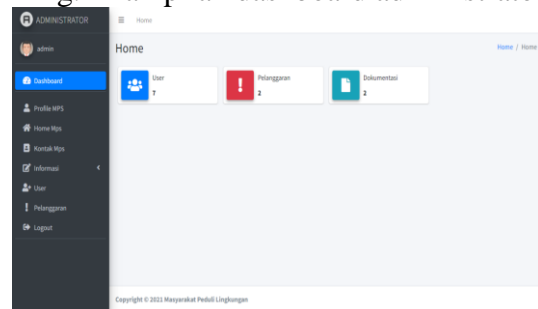 ADMINISTRATOR
Home
admin
Home
Home / Home
Dashboard
User
7
Pelanggaran
2
Dokumentasi
2
Profile MPS
Home Mps
Kontak Mps
Informasi
User
Pelanggaran
Logout
Copyright © 2021 Masyarakat Peduli Lingkungan